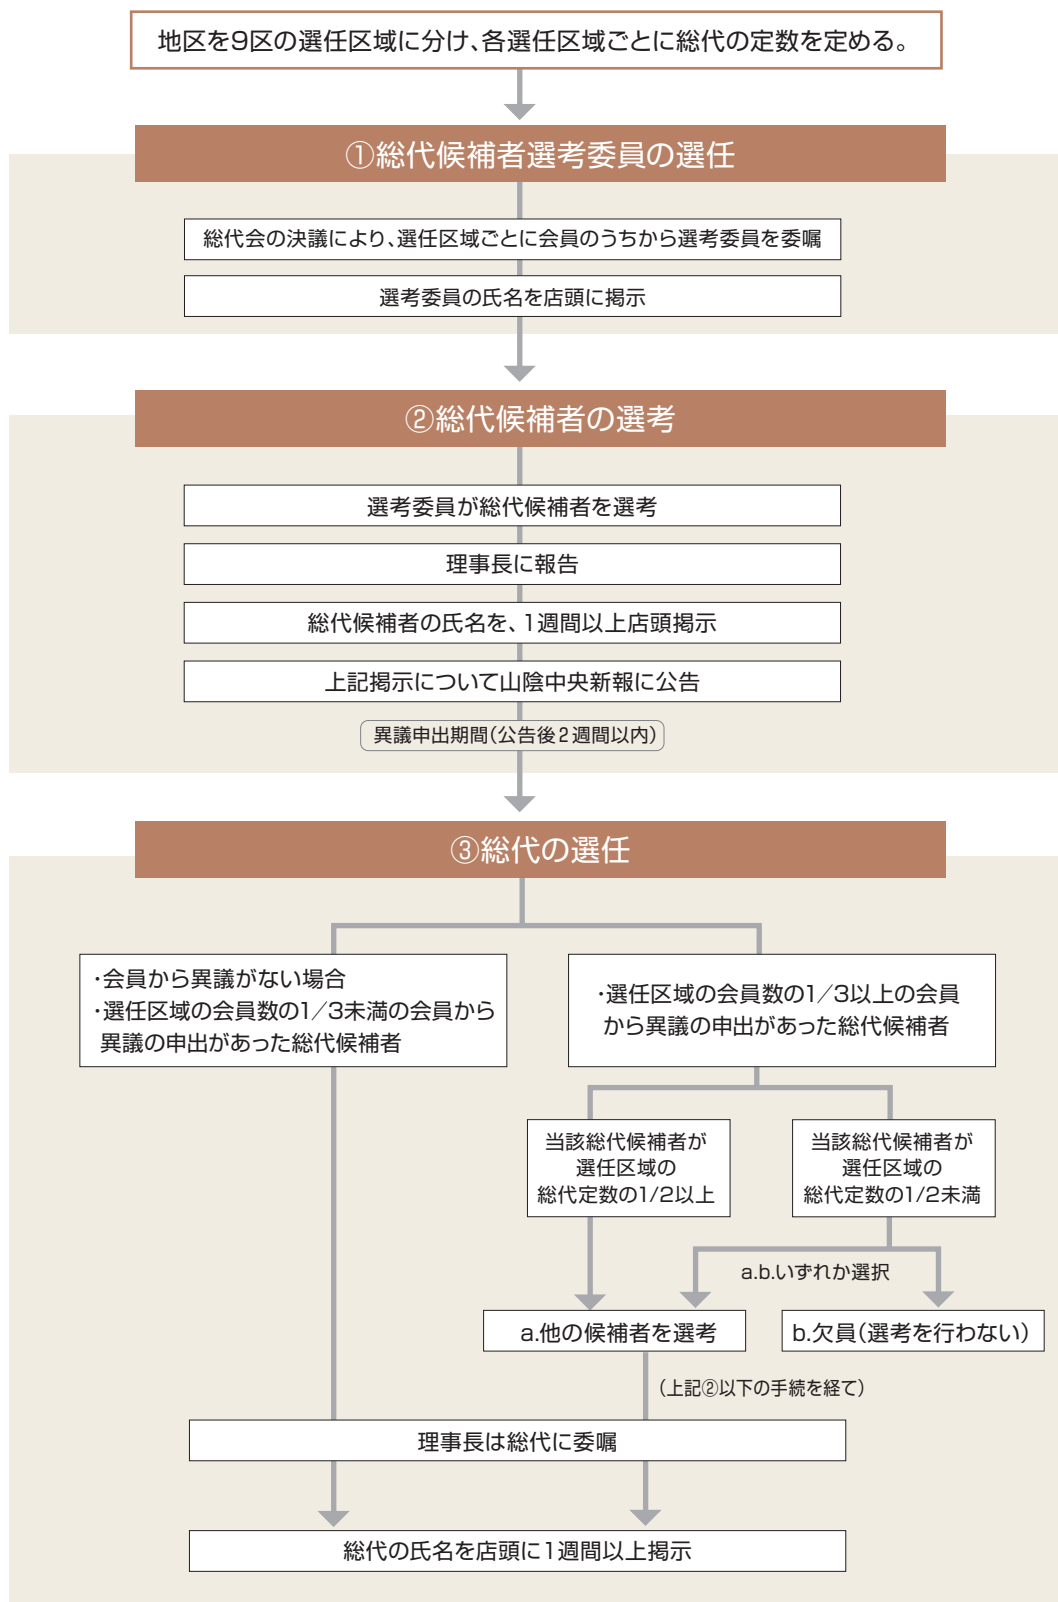 地区を9区の選任区域に分け、各選任区域ごとに総代の定数を定める。
①総代候補者選考委員の選任
総代会の決議により、選任区域ごとに会員のうちから選考委員を委嘱
選考委員の氏名を店頭に掲示
②総代候補者の選考
選考委員が総代候補者を選考
理事長に報告
総代候補者の氏名を、1週間以上店頭掲示
上記掲示について山陰中央新報に公告
異議申出期間(公告後2週間以内)
③総代の選任
・会員から異議がない場合
・選任区域の会員数の1/3未満の会員から
異議の申出があった総代候補者
・選任区域の会員数の1/3以上の会員
から異議の申出があった総代候補者
当該総代候補者が
選任区域の
総代定数の1/2以上
当該総代候補者が
選任区域の
総代定数の1/2未満
a.b.いずれか選択
a.他の候補者を選考
b.欠員(選考を行わない)
(上記②以下の手続を経て)
理事長は総代に委嘱
総代の氏名を店頭に1週間以上掲示